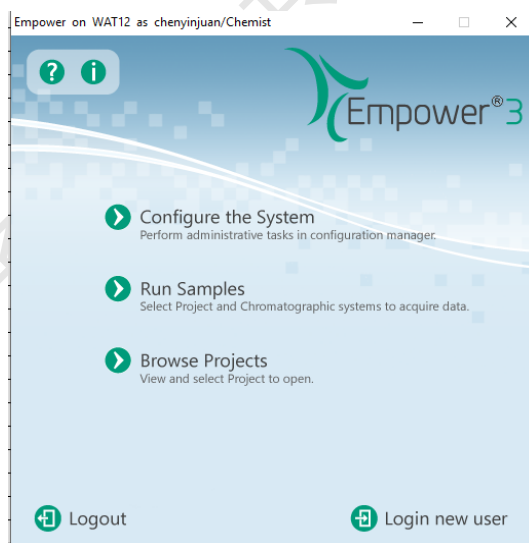 Empower on WAT12 as chenyinjuan/Chemist
? i
Empower®3
Configure the System
Perform administrative tasks in configuration manager.
Run Samples
Select Project and Chromatographic systems to acquire data.
Browse Projects
View and select Project to open.
Logout
Login new user